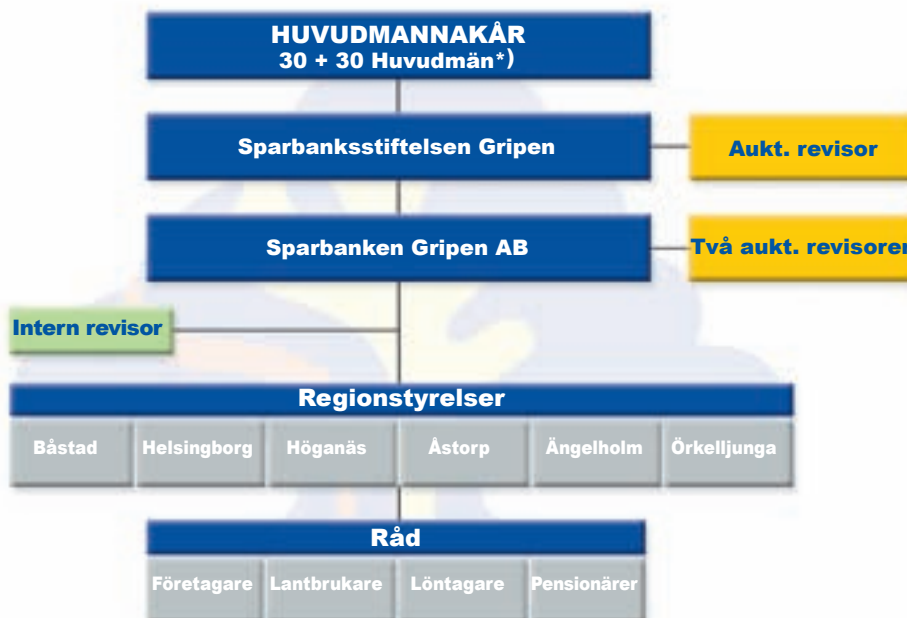 HUVUDMANNAKÅR
30 + 30 Huvudmän*)
Sparbanksstiftelsen Gripen
Aukt. revisor
Sparbanken Gripen AB
Två aukt. revisorer
Intern revisor
Regionstyrelser
Båstad
Helsingborg
Höganäs
Åstorp
Ängelholm
Örkelljunga
Råd
Företagare
Lantbrukare
Löntagare
Pensionärer